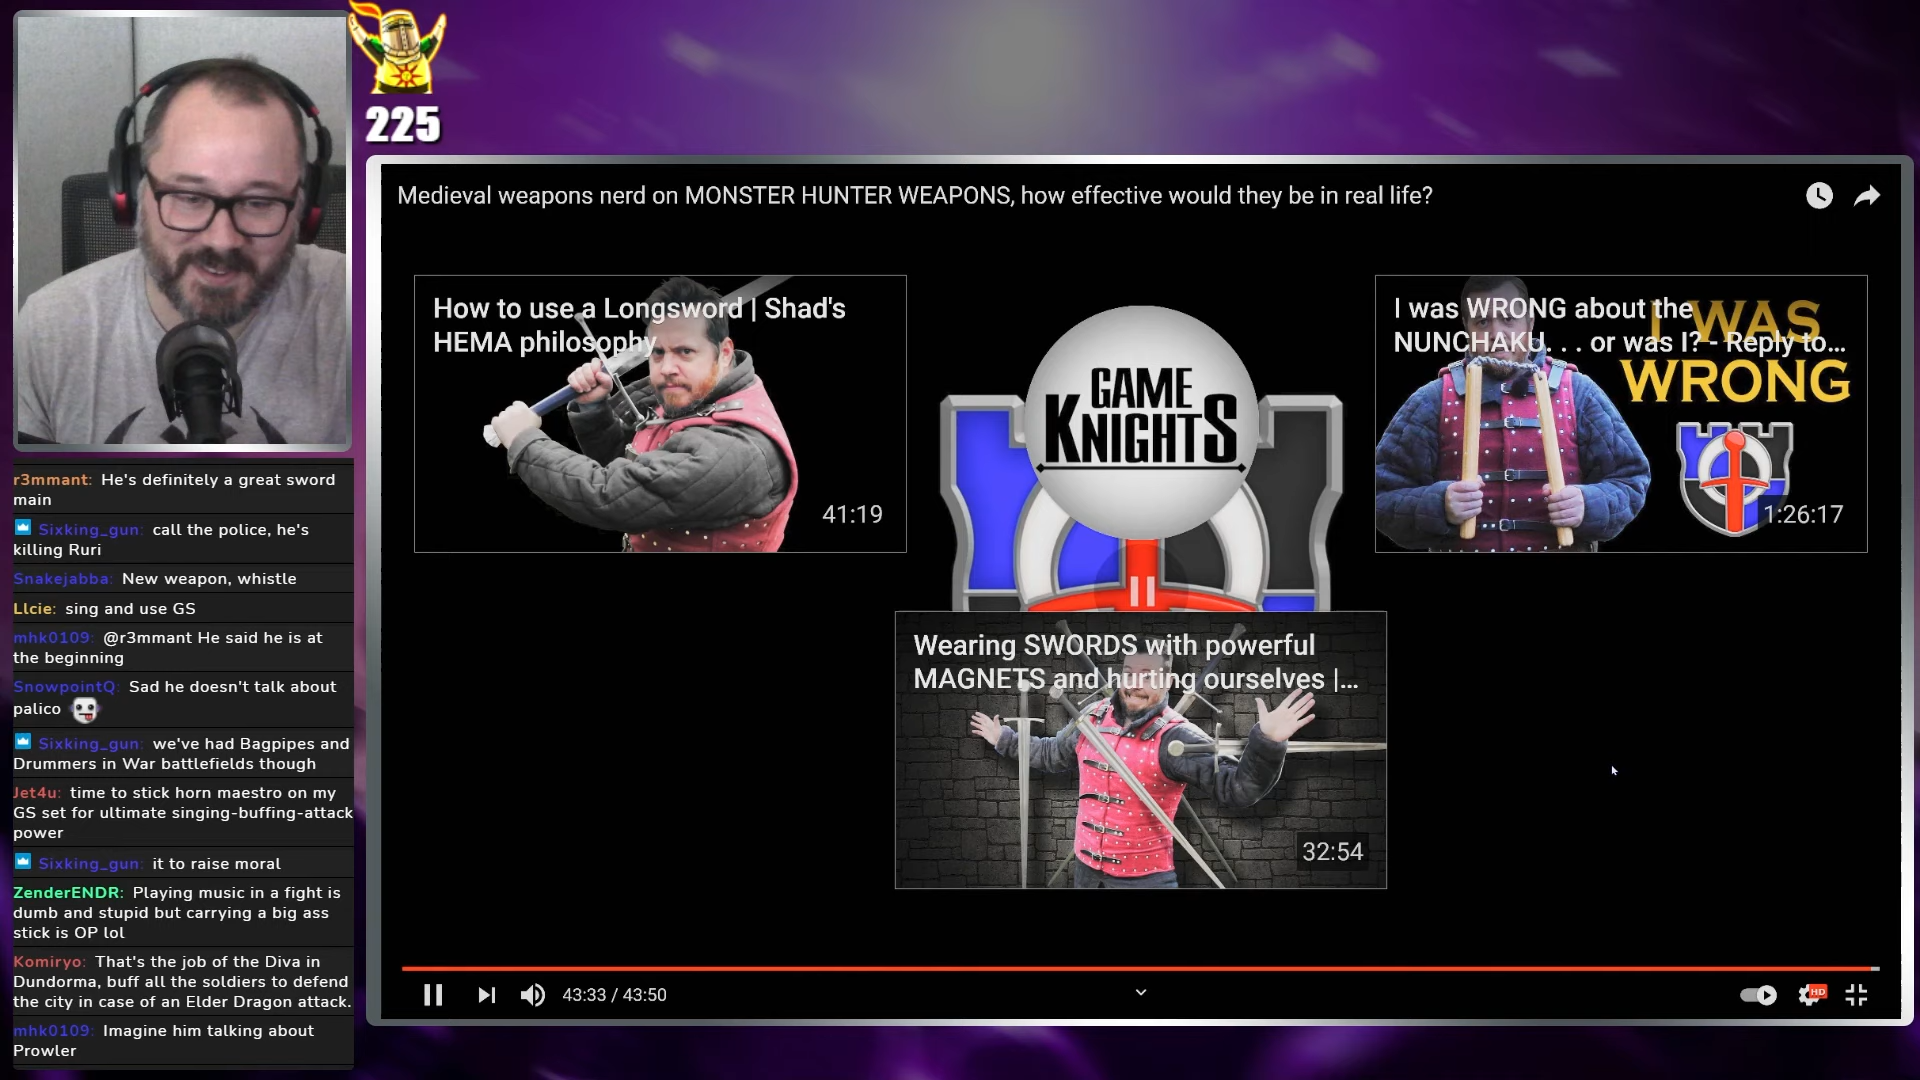 225
r3mmant: He's definitely a great sword
main
Sixking_gun: call the police, he's
killing Ruri
Snakejabba: New weapon, whistle
Llcie: sing and use GS
mhk0109: @r3mmant He said he is at
the beginning
SnowpointQ: Sad he doesn't talk about
palico
Sixking_gun: we've had Bagpipes and
Drummers in War battlefields though
Jet4u: time to stick horn maestro on my
GS set for ultimate singing-buffing-attack
power
Sixking_gun: it to raise moral
ZenderENDR: Playing music in a fight is
dumb and stupid but carrying a big ass
stick is OP lol
Komiryo: That's the job of the Diva in
Dundorma, buff all the soldiers to defend
the city in case of an Elder Dragon attack.
mhk0109: Imagine him talking about
Prowler
Medieval weapons nerd on MONSTER HUNTER WEAPONS, how effective would they be in real life?
How to use a Longsword | Shad's
HEMA philosophy
41:19
GAME
KNIGHTS
I was WRONG about the
NUNCHAKU. . . or was I? - Reply to...
I WAS
WRONG
1:26:17
Wearing SWORDS with powerful
MAGNETS and hurting ourselves |...
32:54
43:33 / 43:50
HD